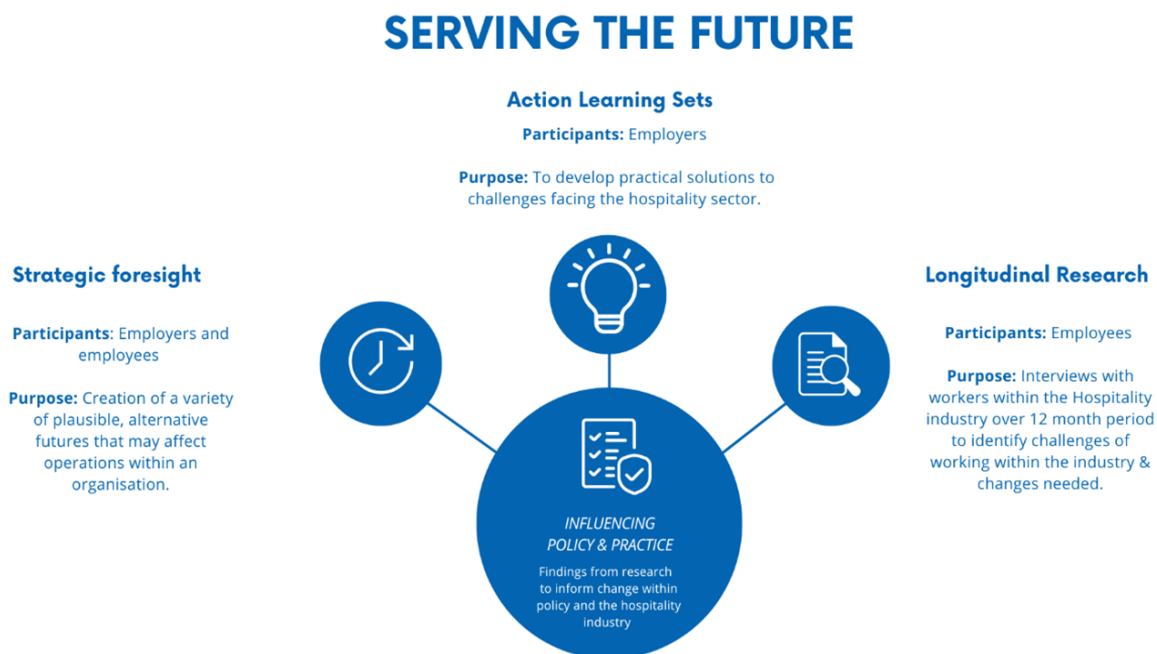 SERVING THE FUTURE
Action Learning Sets
Participants: Employers
Purpose: To develop practical solutions to
challenges facing the hospitality sector.
Strategic foresight
Participants: Employers and
employees
Purpose: Creation of a variety
of plausible, alternative
futures that may affect
operations within an
organisation.
Longitudinal Research
Participants: Employees
Purpose: Interviews with
workers within the Hospitality
industry over 12 month period
to identify challenges of
working within the industry &
changes needed.
INFLUENCING
POLICY & PRACTICE
Findings from research
to inform change within
policy and the hospitality
industry